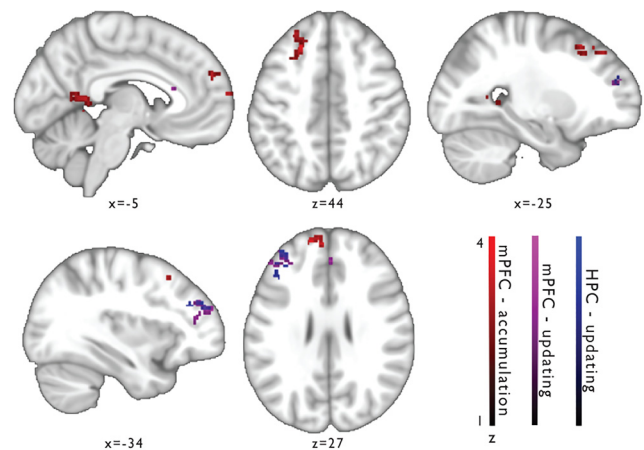 x=-5
z=44
x=-25
x=-34
z=27
4
mPFC - accumulation
mPFC - updating
HPC - updating
1
z